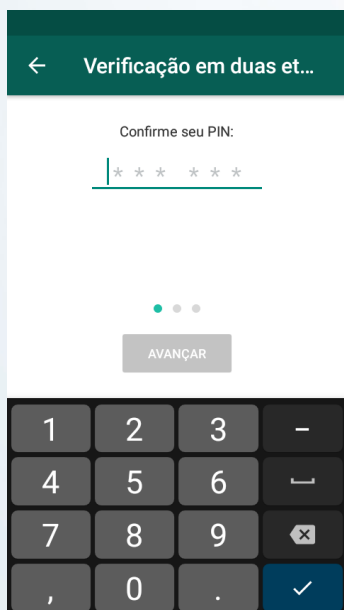 Verificação em duas et...
Confirme seu PIN:
* * * * * *
AVANÇAR
1 2 3 –
4 5 6
7 8 9
, 0 .